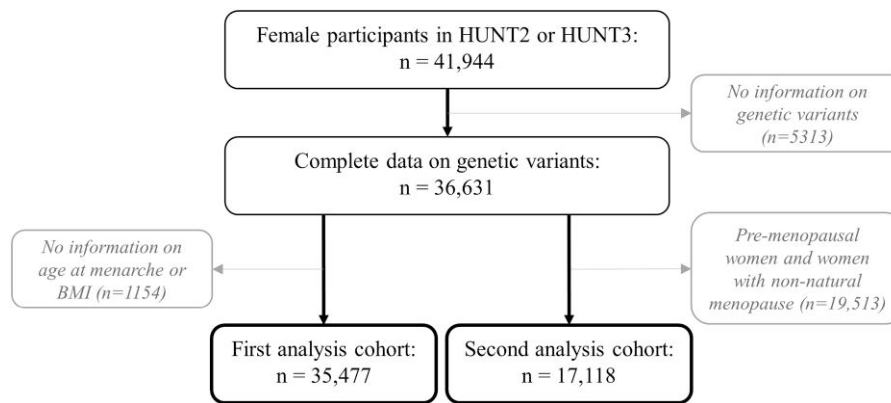 Female participants in HUNT2 or HUNT3:
n = 41,944
No information on
genetic variants
(n=5313)
Complete data on genetic variants:
n = 36,631
No information on
age at menarche or
BMI (n=1154)
Pre-menopausal
women and women
with non-natural
menopause (n=19,513)
First analysis cohort:
n = 35,477
Second analysis cohort:
n = 17,118